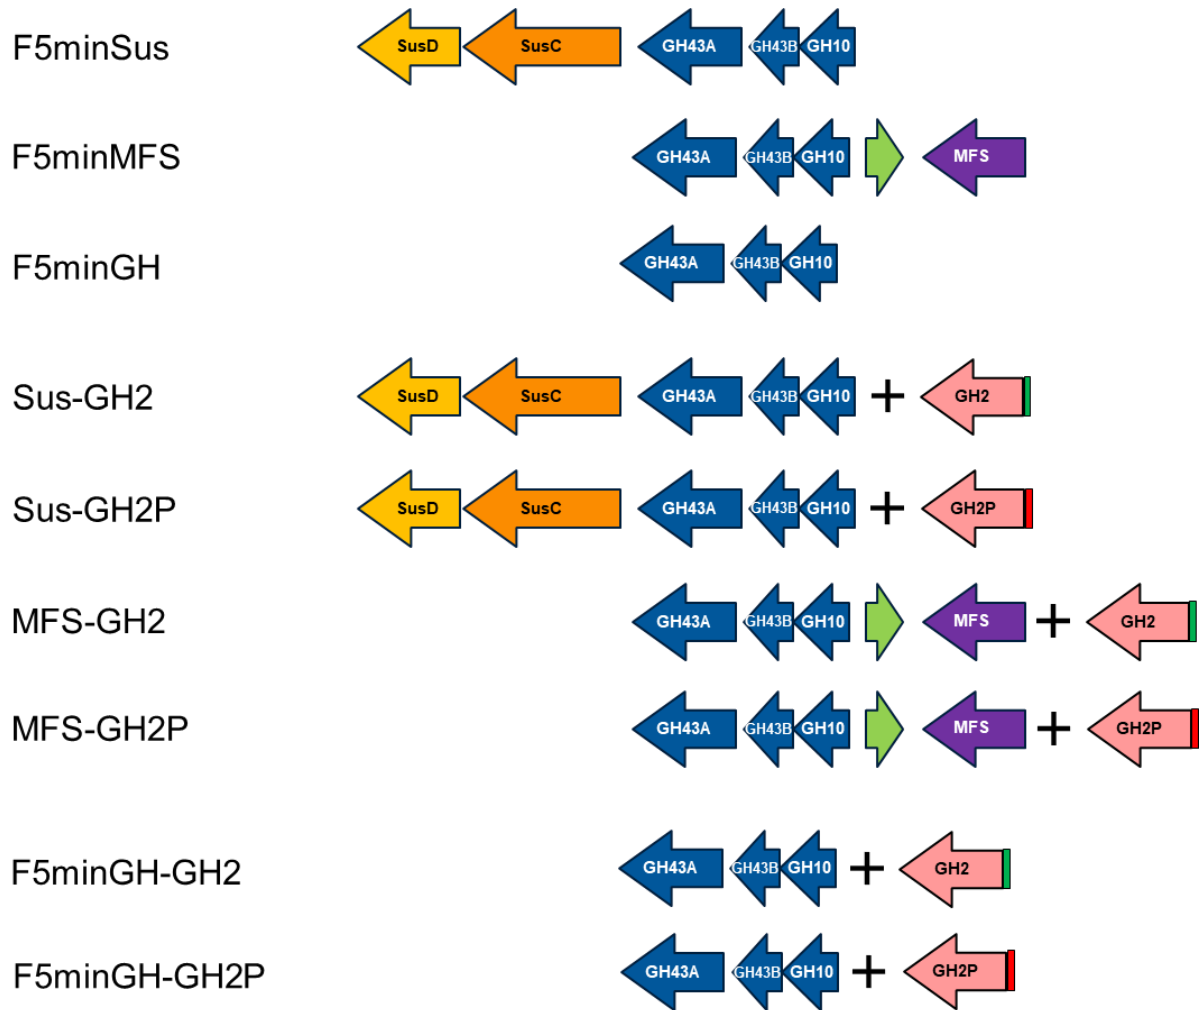 F5minSus SusD SusC GH43A GH43B GH10
F5minMFS GH43A GH43B GH10 MFS
F5minGH GH43A GH43B GH10
Sus-GH2 SusD SusC GH43A GH43B GH10 + GH2
Sus-GH2P SusD SusC GH43A GH43B GH10 + GH2P
MFS-GH2 GH43A GH43B GH10 MFS + GH2
MFS-GH2P GH43A GH43B GH10 MFS + GH2P
F5minGH-GH2 GH43A GH43B GH10 + GH2
F5minGH-GH2P GH43A GH43B GH10 + GH2P